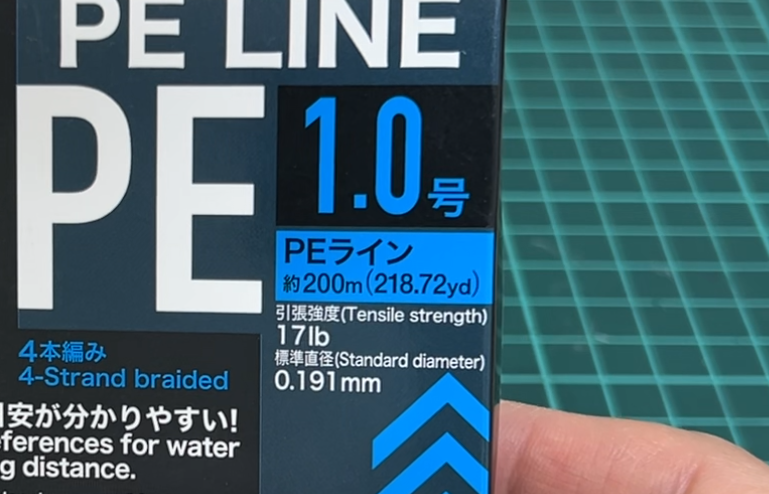 PE LINE
PE
1.0号
PEライン
約200m(218.72yd)
引張強度(Tensile strength)
17lb
標準直径(Standard diameter)
0.191mm
4本編み
4-Strand braided
安が分かりやすい!
for water
distance.